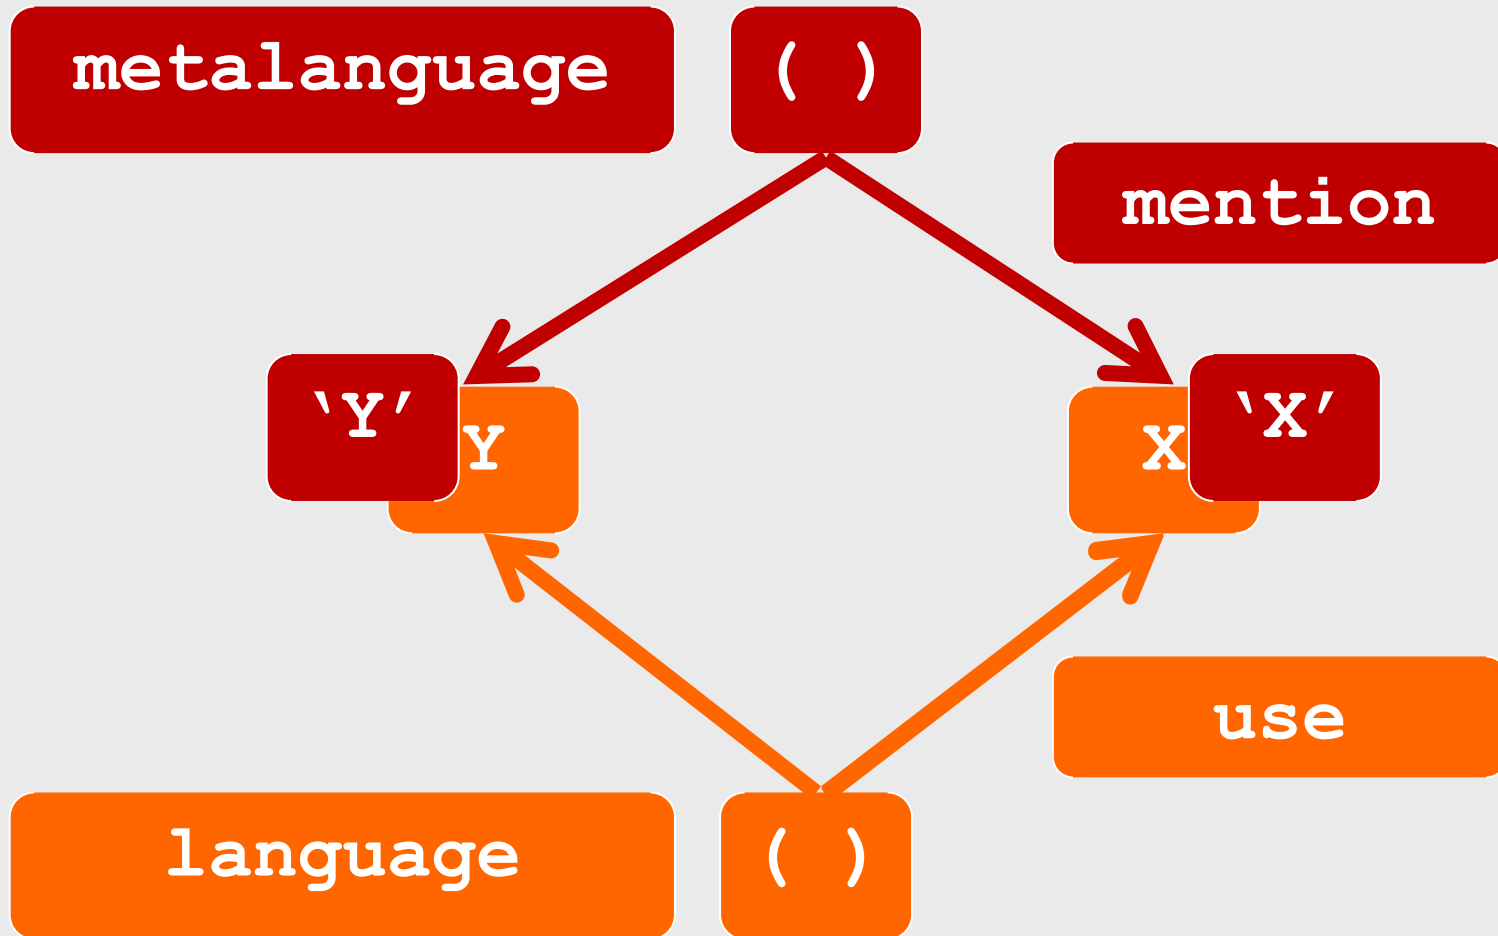 metalanguage
( )
mention
‘Y’
Y
X
‘X’
use
language
( )